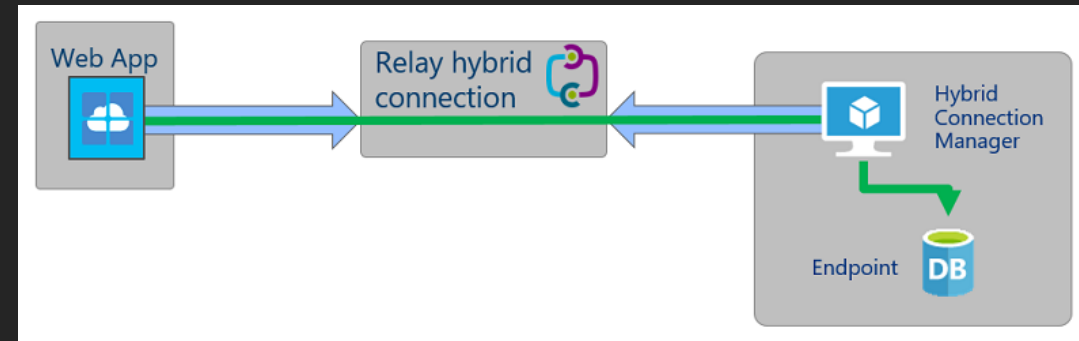 Web App
Relay hybrid
connection
Hybrid
Connection
Manager
Endpoint
DB